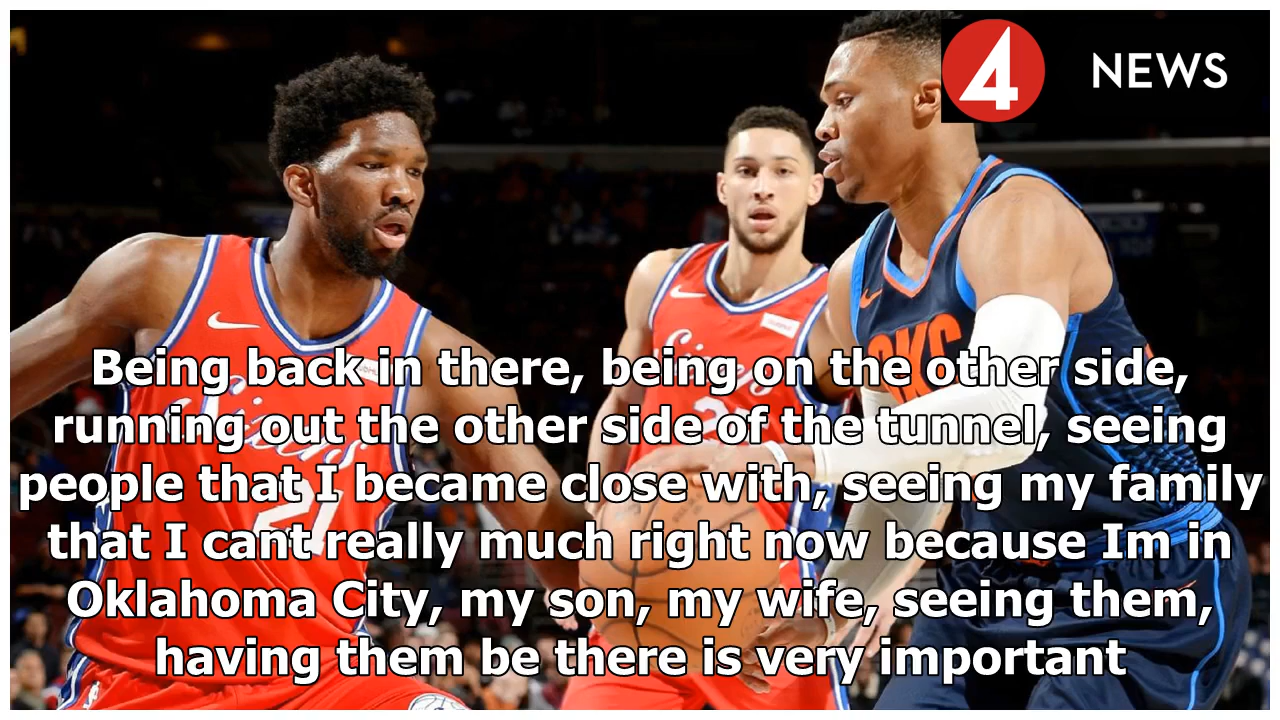 4 NEWS
Being back in there, being on the other side,
running out the other side of the tunnel, seeing
people that I became close with, seeing my family
that I cant really much right now because Im in
Oklahoma City, my son, my wife, seeing them,
having them be there is very important
OKC
21